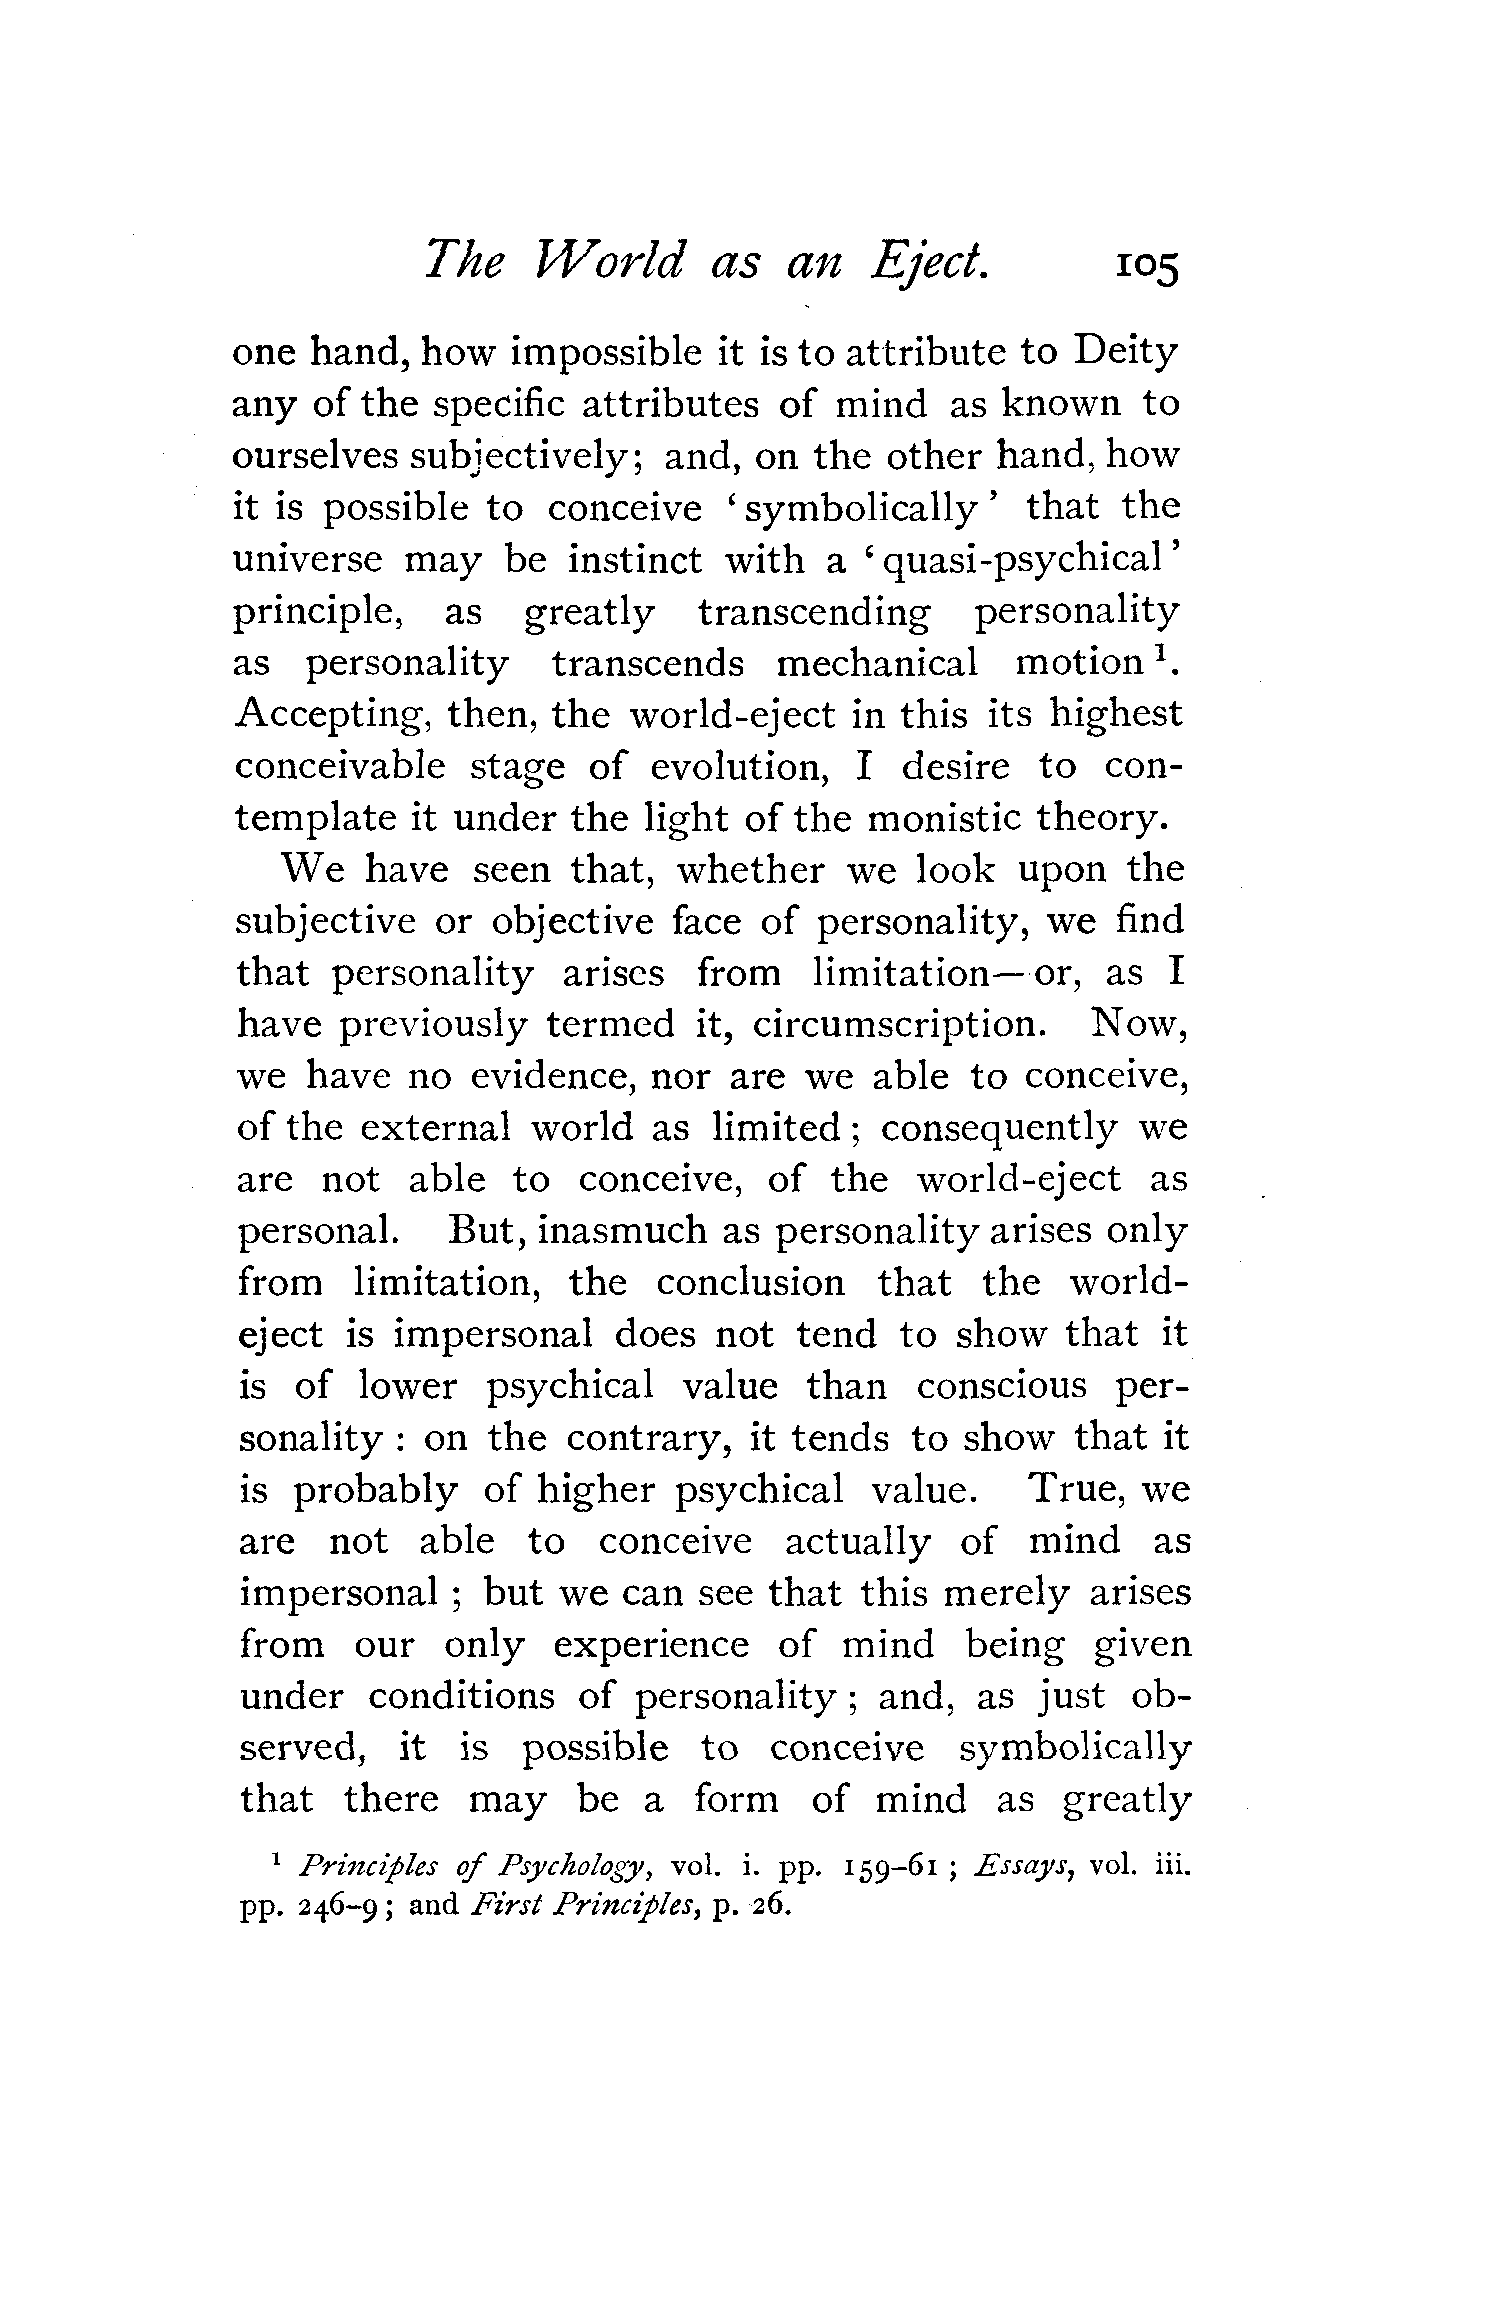 The World as an Eject. 105
one hand, how impossible it is to attribute to Deity
any of the specific attributes of mind as known to
ourselves subjectively; and, on the other hand, how
it is possible to conceive ‘symbolically’ that the
universe may be instinct with a ‘quasi-psychical’
principle, as greatly transcending personality
as personality transcends mechanical motion ¹.
Accepting, then, the world-eject in this its highest
conceivable stage of evolution, I desire to con-
template it under the light of the monistic theory.
We have seen that, whether we look upon the
subjective or objective face of personality, we find
that personality arises from limitation—or, as I
have previously termed it, circumscription. Now,
we have no evidence, nor are we able to conceive,
of the external world as limited; consequently we
are not able to conceive, of the world-eject as
personal. But, inasmuch as personality arises only
from limitation, the conclusion that the world-
eject is impersonal does not tend to show that it
is of lower psychical value than conscious per-
sonality: on the contrary, it tends to show that it
is probably of higher psychical value. True, we
are not able to conceive actually of mind as
impersonal; but we can see that this merely arises
from our only experience of mind being given
under conditions of personality; and, as just ob-
served, it is possible to conceive symbolically
that there may be a form of mind as greatly
¹ Principles of Psychology, vol. i. pp. 159–61; Essays, vol. iii.
pp. 246–9; and First Principles, p. 26.